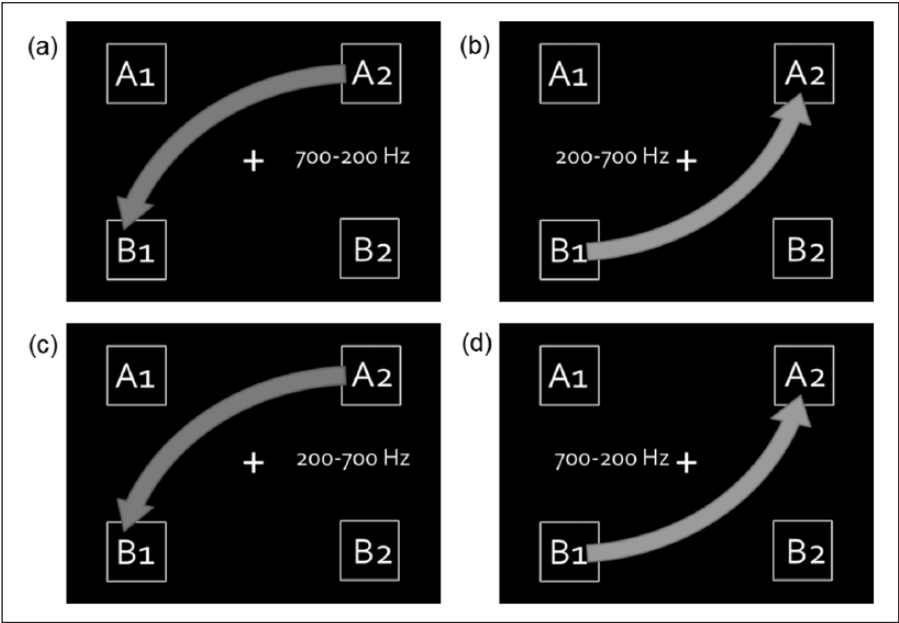 (a)
A1 A2
+ 700-200 Hz
B1 B2
(b)
A1 A2
200-700 Hz +
B1 B2
(c)
A1 A2
+ 200-700 Hz
B1 B2
(d)
A1 A2
700-200 Hz +
B1 B2